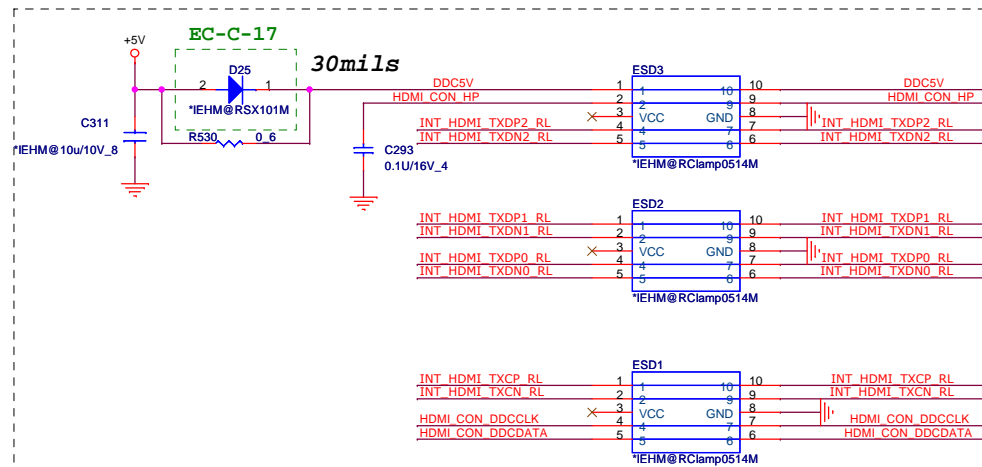 EC-C-17
+5V
30mils
D25
2
1
*IEHM@RSX101M
C311
*IEHM@10u/10V_8
R530
0_6
C293
0.1U/16V_4
ESD3
DDC5V 1 1 10 10 DDC5V
HDMI_CON_HP 2 2 9 9 HDMI_CON_HP
3 VCC GND 8
INT_HDMI_TXDP2_RL 4 4 7 7 INT_HDMI_TXDP2_RL
INT_HDMI_TXDN2_RL 5 5 6 6 INT_HDMI_TXDN2_RL
*IEHM@RClamp0514M
ESD2
INT_HDMI_TXDP1_RL 1 1 10 10 INT_HDMI_TXDP1_RL
INT_HDMI_TXDN1_RL 2 2 9 9 INT_HDMI_TXDN1_RL
3 VCC GND 8
INT_HDMI_TXDP0_RL 4 4 7 7 INT_HDMI_TXDP0_RL
INT_HDMI_TXDN0_RL 5 5 6 6 INT_HDMI_TXDN0_RL
*IEHM@RClamp0514M
ESD1
INT_HDMI_TXCP_RL 1 1 10 10 INT_HDMI_TXCP_RL
INT_HDMI_TXCN_RL 2 2 9 9 INT_HDMI_TXCN_RL
3 VCC GND 8
HDMI_CON_DDCCLK 4 4 7 7 HDMI_CON_DDCCLK
HDMI_CON_DDCDATA 5 5 6 6 HDMI_CON_DDCDATA
*IEHM@RClamp0514M